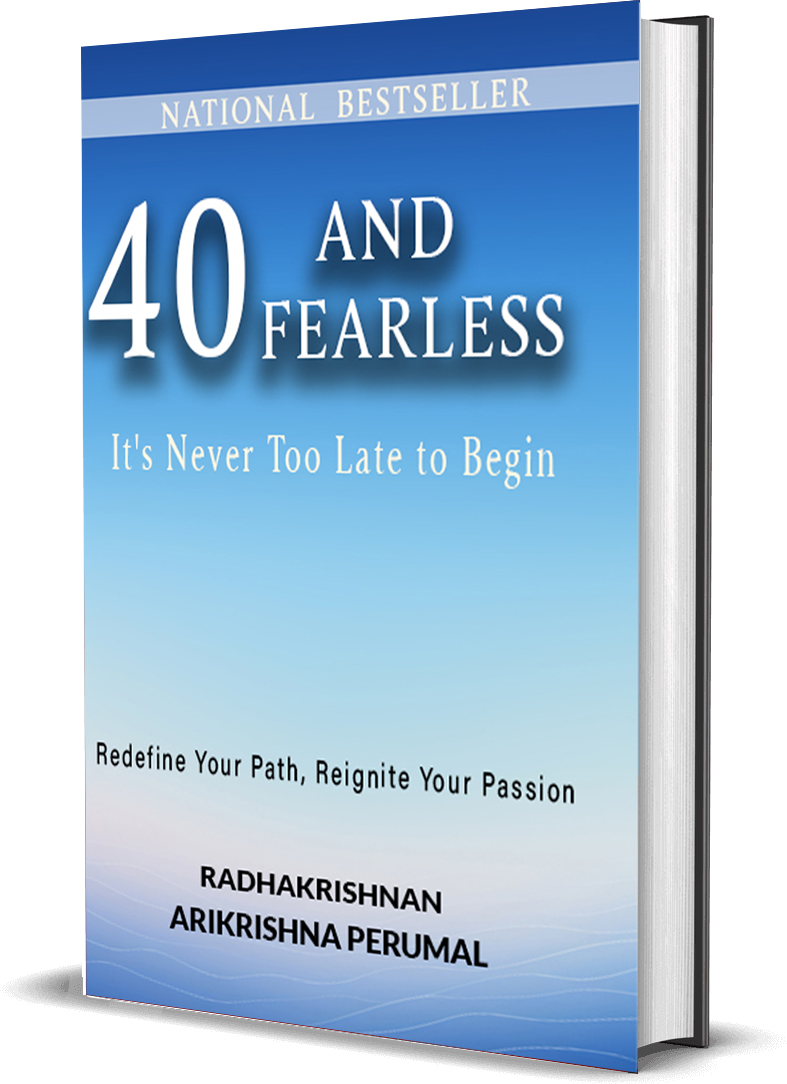 NATIONAL BESTSELLER
40 AND
FEARLESS
It's Never Too Late to Begin
Redefine Your Path, Reignite Your Passion
RADHAKRISHNAN
ARIKRISHNA PERUMAL